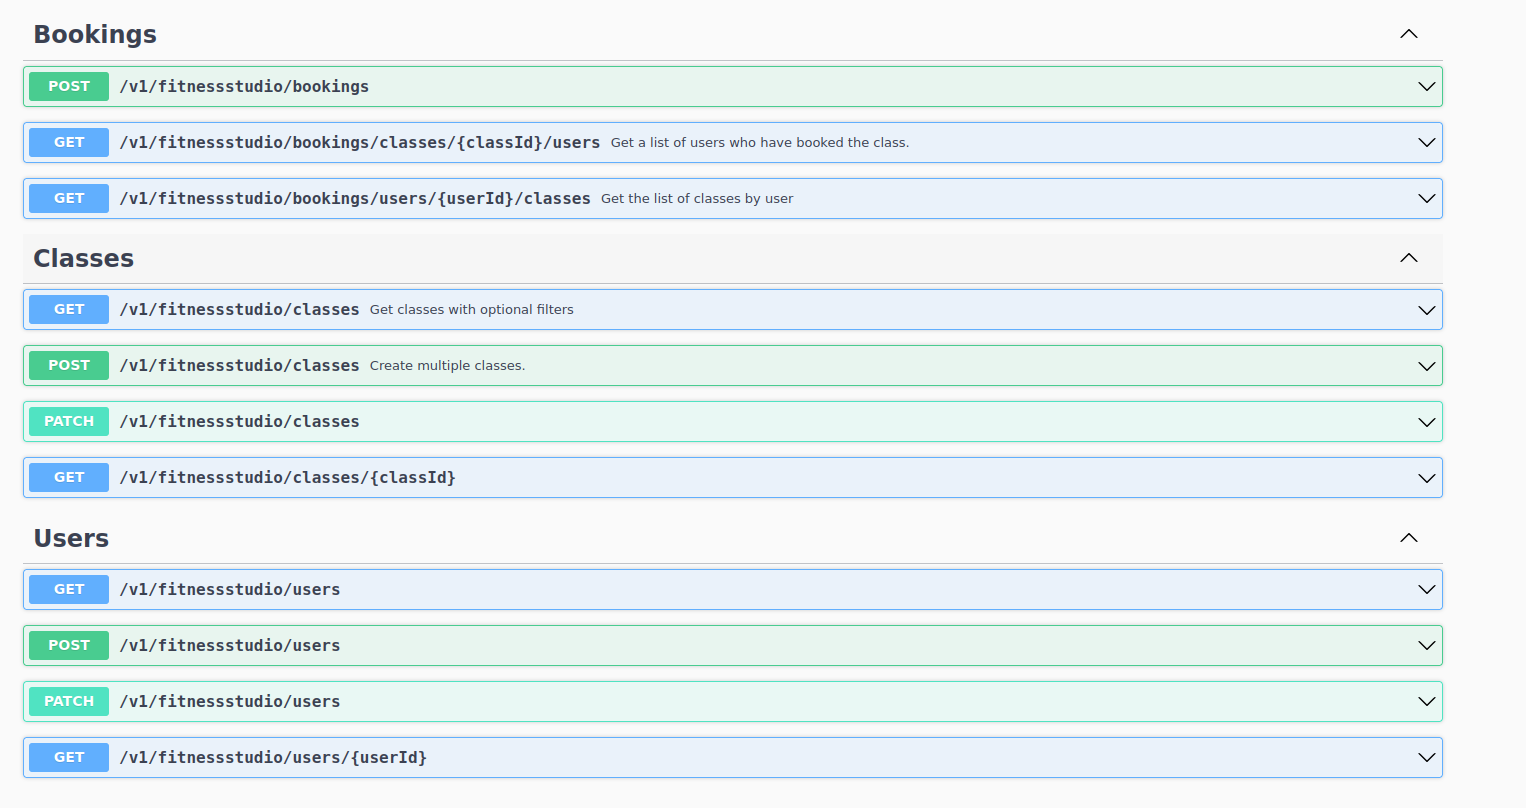 Bookings
POST /v1/fitnessstudio/bookings
GET /v1/fitnessstudio/bookings/classes/{classId}/users Get a list of users who have booked the class.
GET /v1/fitnessstudio/bookings/users/{userId}/classes Get the list of classes by user
Classes
GET /v1/fitnessstudio/classes Get classes with optional filters
POST /v1/fitnessstudio/classes Create multiple classes.
PATCH /v1/fitnessstudio/classes
GET /v1/fitnessstudio/classes/{classId}
Users
GET /v1/fitnessstudio/users
POST /v1/fitnessstudio/users
PATCH /v1/fitnessstudio/users
GET /v1/fitnessstudio/users/{userId}